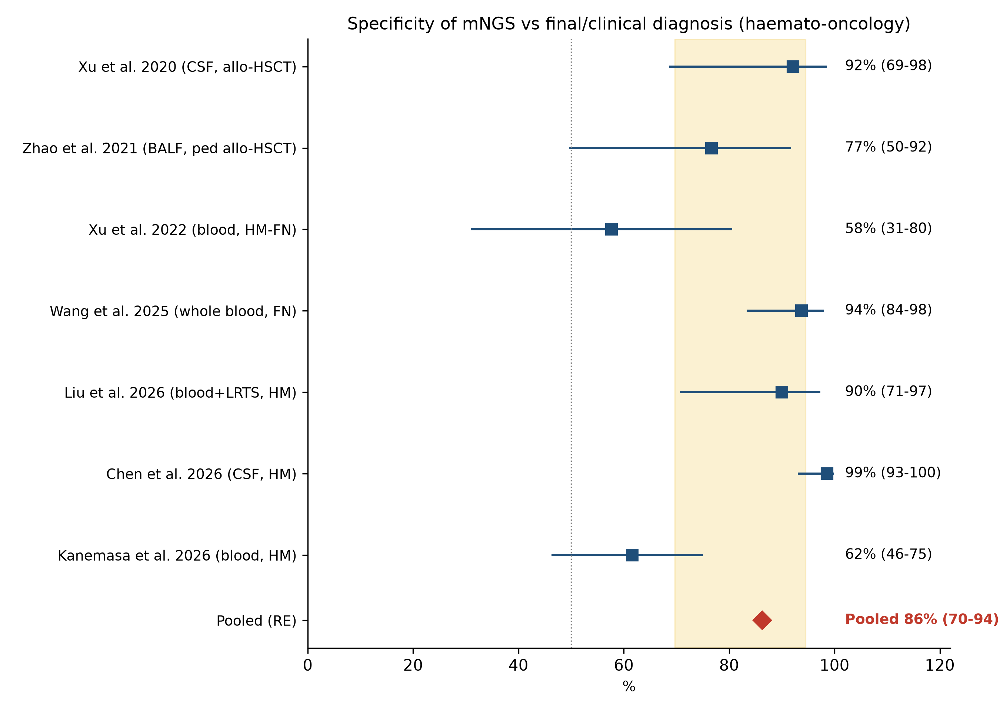 Specificity of mNGS vs final/clinical diagnosis (haemato-oncology)
Xu et al. 2020 (CSF, allo-HSCT) 92% (69-98)
Zhao et al. 2021 (BALF, ped allo-HSCT) 77% (50-92)
Xu et al. 2022 (blood, HM-FN) 58% (31-80)
Wang et al. 2025 (whole blood, FN) 94% (84-98)
Liu et al. 2026 (blood+LRTS, HM) 90% (71-97)
Chen et al. 2026 (CSF, HM) 99% (93-100)
Kanemasa et al. 2026 (blood, HM) 62% (46-75)
Pooled (RE) Pooled 86% (70-94)
0 20 40 60 80 100 120
%